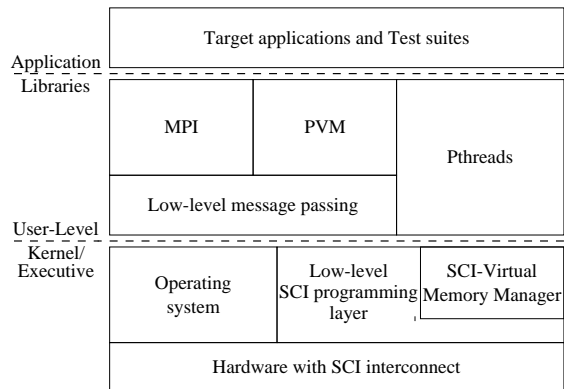 Target applications and Test suites
Application
Libraries
MPI
PVM
Pthreads
Low-level message passing
User-Level
Kernel/
Executive
Operating
system
Low-level
SCI programming
layer
SCI-Virtual
Memory Manager
Hardware with SCI interconnect